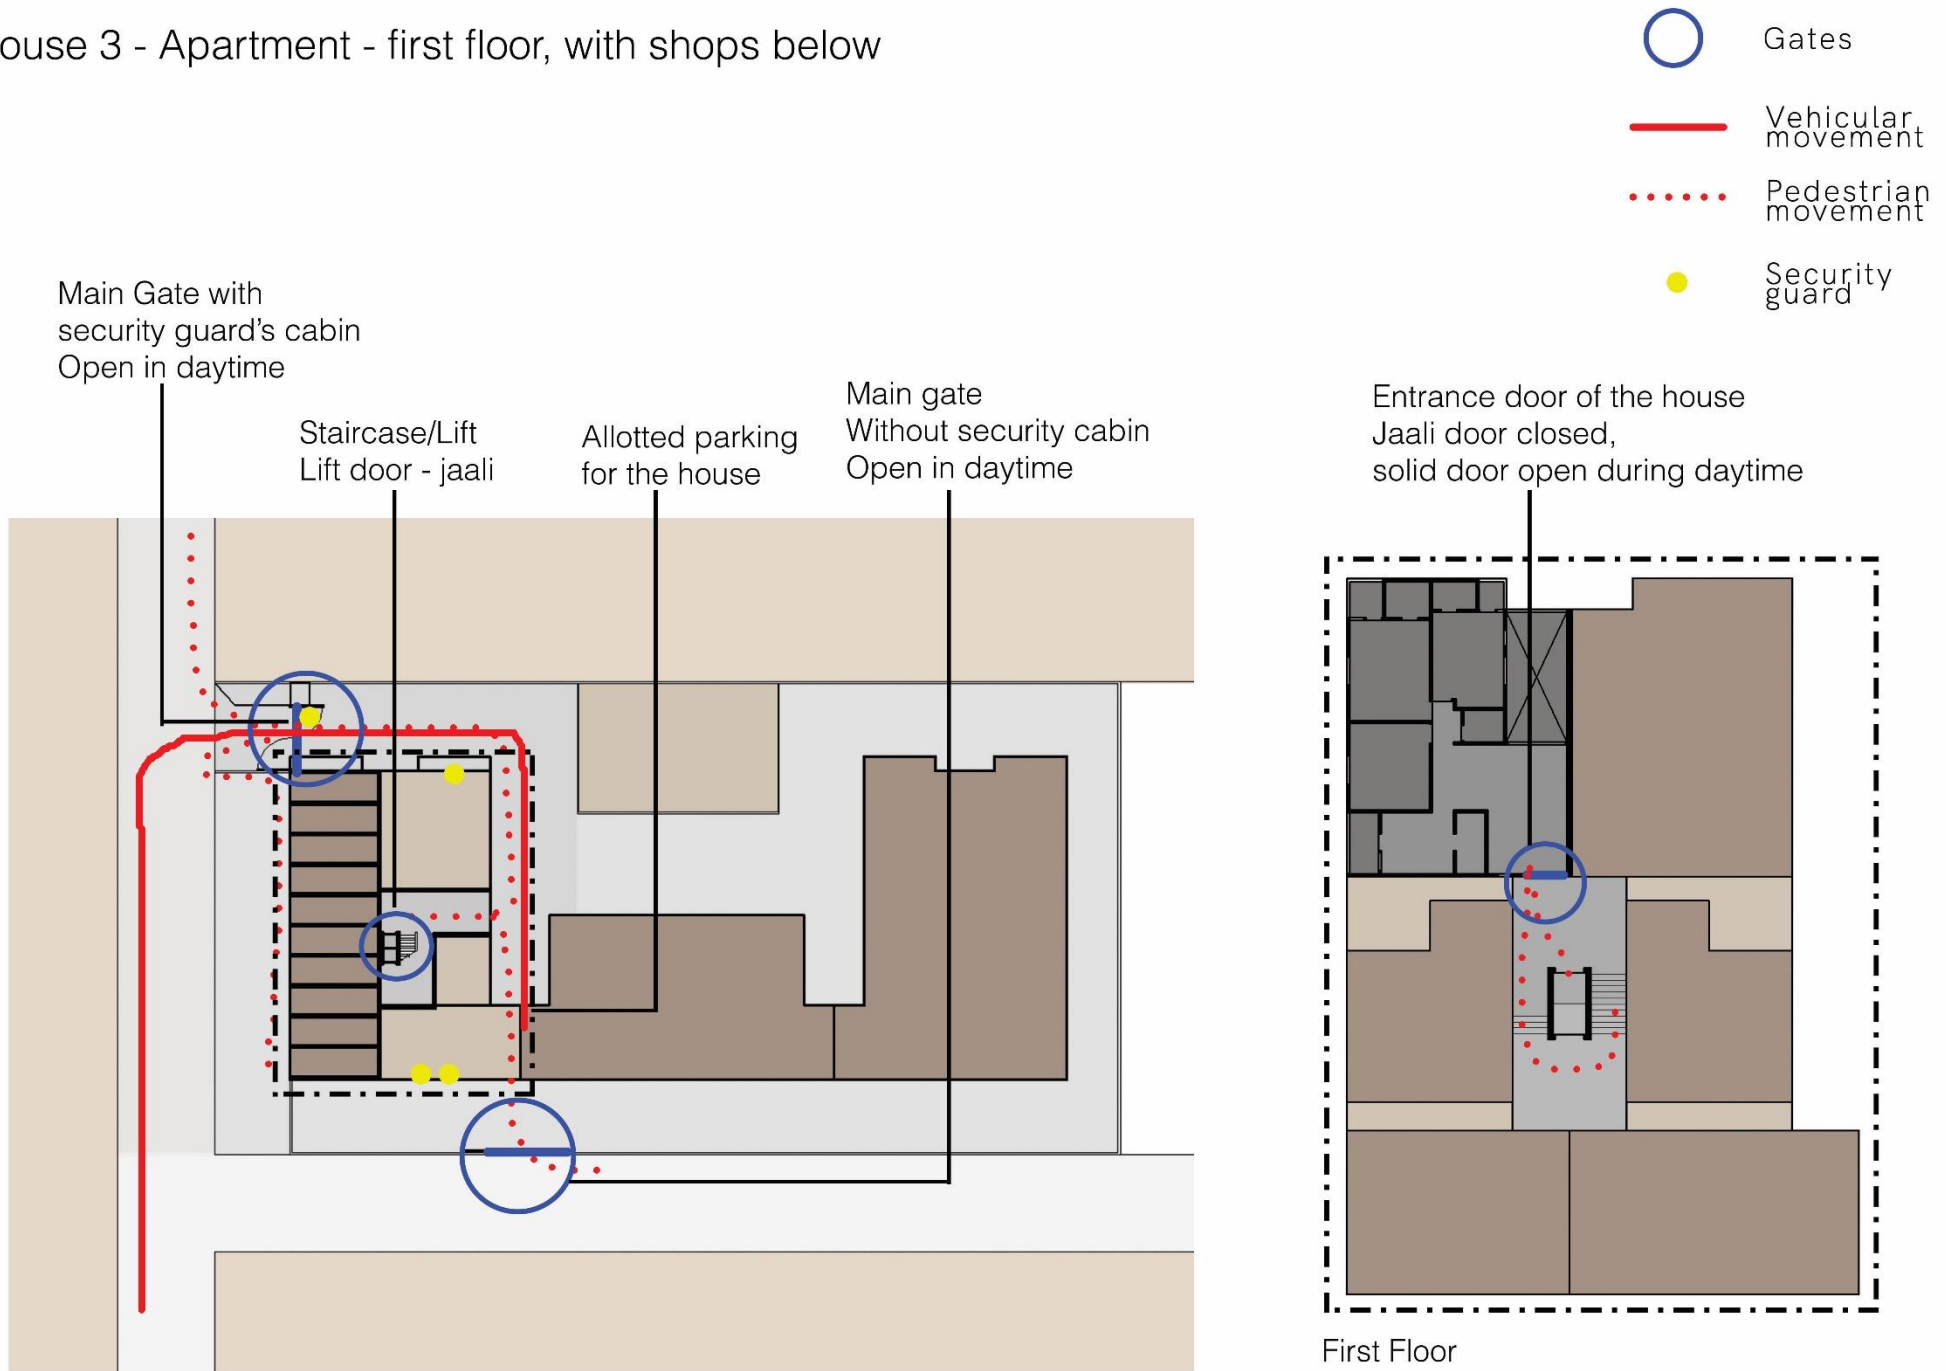 ouse 3 - Apartment - first floor, with shops below
Gates
Vehicular
movement
Pedestrian
movement
Security
guard
Main Gate with
security guard's cabin
Open in daytime
Staircase/Lift
Lift door - jaali
Allotted parking
for the house
Main gate
Without security cabin
Open in daytime
Entrance door of the house
Jaali door closed,
solid door open during daytime
First Floor